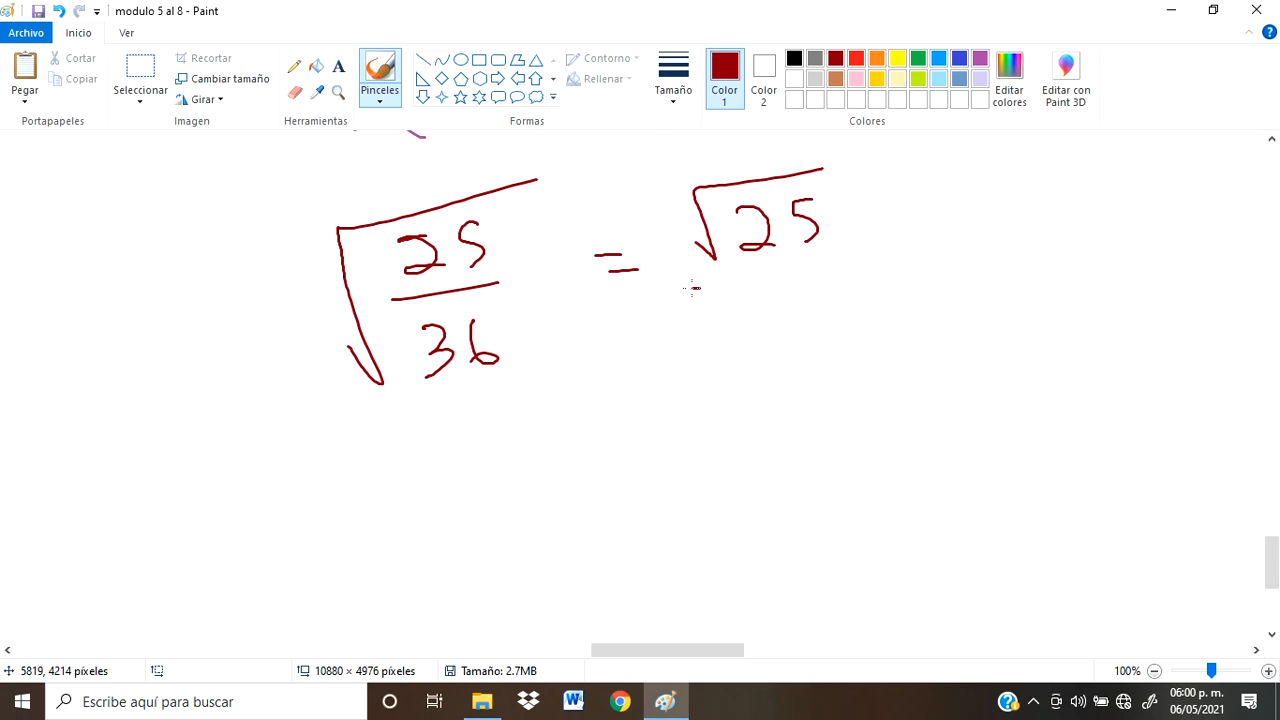 modulo 5 al 8 - Paint
Archivo Inicio Ver
Pegar
Cortar
Copiar
Portapapeles
Seleccionar
Recortar
Cambiar tamaño
Girar
Imagen
A
Herramientas
Pinceles
Contorno
Rellenar
Formas
Tamaño
Color 1
Color 2
Editar colores
Editar con Paint 3D
Colores
√25/36 = √25
5819, 4214 píxeles
10880 × 4976 píxeles
Tamaño: 2.7MB
100%
Escribe aquí para buscar
06:00 p. m.
06/05/2021